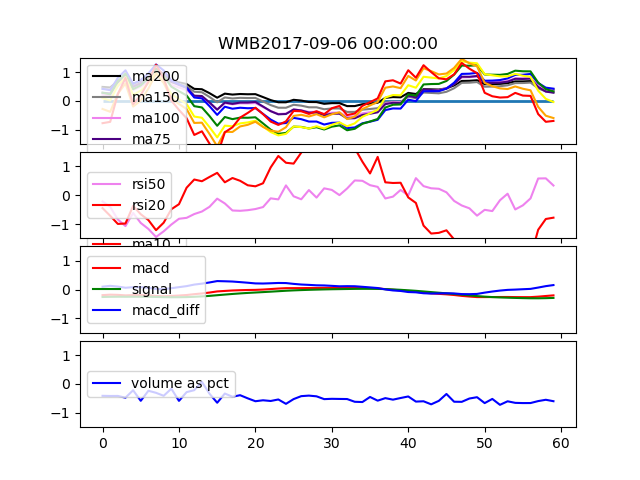 WMB2017-09-06 00:00:00
1
0
−1
ma200
ma150
ma100
ma75
1
0
−1
rsi50
rsi20
ma10
1
0
−1
macd
signal
macd_diff
1
0
−1
volume as pct
0 10 20 30 40 50 60